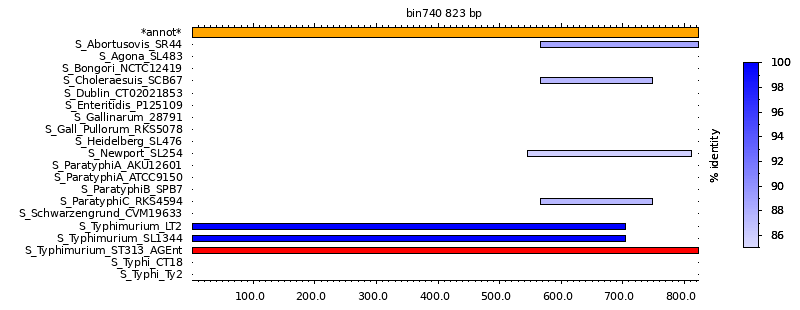 bin740 823 bp
*annot*
S_Abortusovis_SR44
S_Agona_SL483
S_Bongori_NCTC12419
S_Choleraesuis_SCB67
S_Dublin_CT02021853
S_Enteritidis_P125109
S_Gallinarum_28791
S_Gall_Pullorum_RKS5078
S_Heidelberg_SL476
S_Newport_SL254
S_ParatyphiA_AKU12601
S_ParatyphiA_ATCC9150
S_ParatyphiB_SPB7
S_ParatyphiC_RKS4594
S_Schwarzengrund_CVM19633
S_Typhimurium_LT2
S_Typhimurium_SL1344
S_Typhimurium_ST313_AGEnt
S_Typhi_CT18
S_Typhi_Ty2
100.0 200.0 300.0 400.0 500.0 600.0 700.0 800.0
% identity
100
98
96
94
92
90
88
86